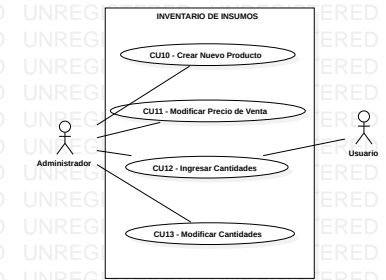 INVENTARIO DE INSUMOS
CU10 - Crear Nuevo Producto
CU11 - Modificar Precio de Venta
CU12 - Ingresar Cantidades
CU13 - Modificar Cantidades
Administrador
Usuario
UNREGISTERED